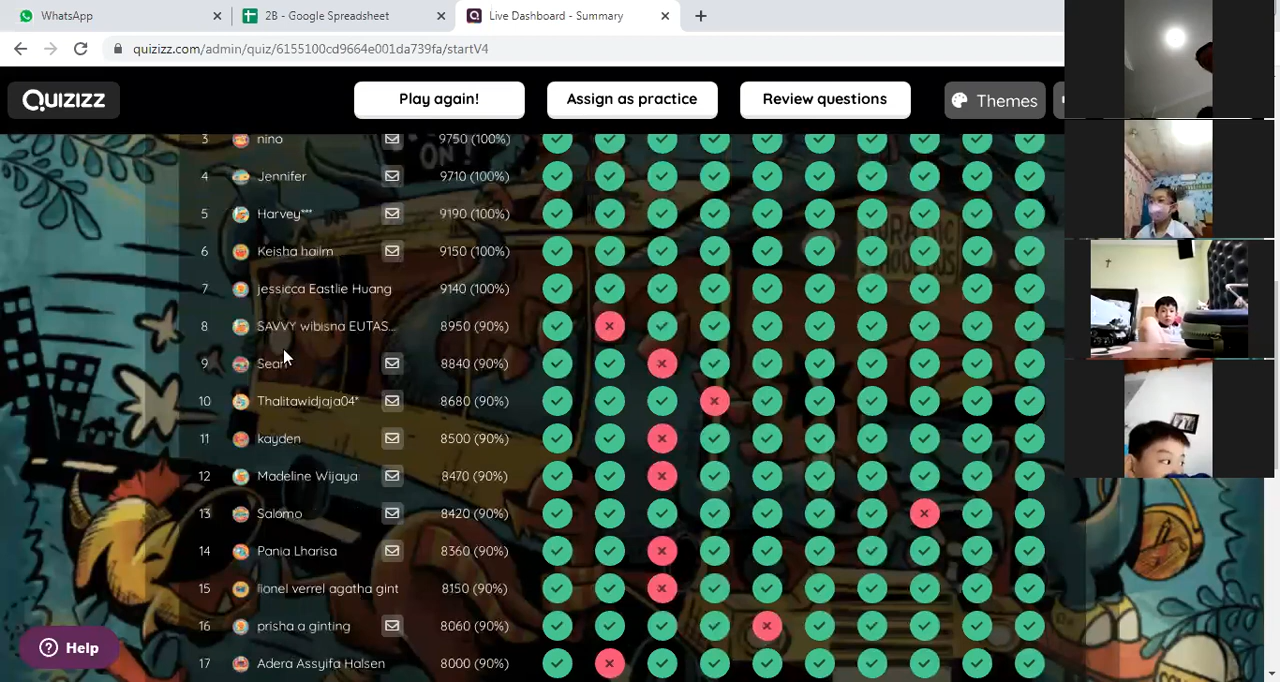 WhatsApp
2B - Google Spreadsheet
Live Dashboard - Summary
quizizz.com/admin/quiz/6155100cd9664e001da739fa/startV4
QUIZIZZ
Play again!
Assign as practice
Review questions
Themes
3 nino 9750 (100%)
4 Jennifer 9710 (100%)
5 Harvey*** 9190 (100%)
6 Keisha hailm 9150 (100%)
7 jessicca Eastlie Huang 9140 (100%)
8 SAVVY wibisna EUTAS... 8950 (90%)
9 Sean 8840 (90%)
10 Thalitawidjaja04* 8680 (90%)
11 kayden 8500 (90%)
12 Madeline Wijaya 8470 (90%)
13 Salomo 8420 (90%)
14 Pania Lharisa 8360 (90%)
15 lionel verrel agatha gint 8150 (90%)
16 prisha a ginting 8060 (90%)
17 Adera Assyifa Halsen 8000 (90%)
Help